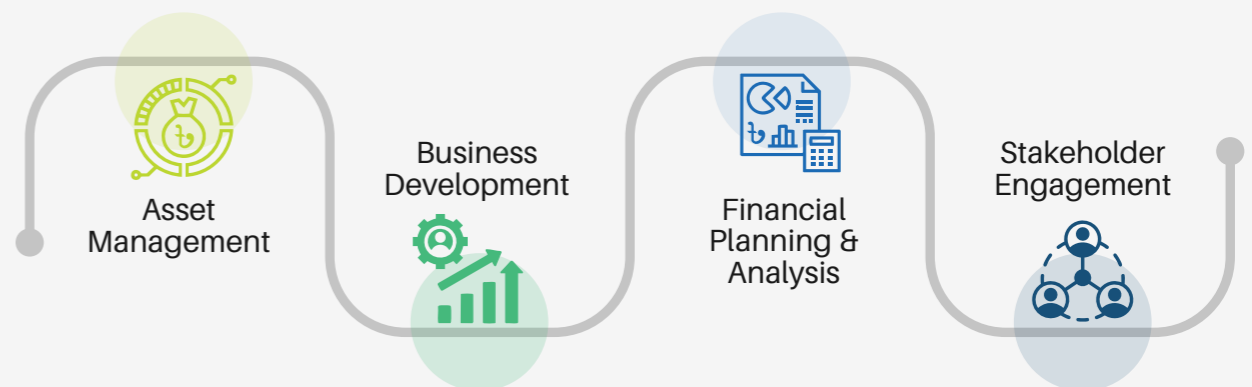 Asset
Management
Business
Development
Financial
Planning &
Analysis
Stakeholder
Engagement
৳
৳